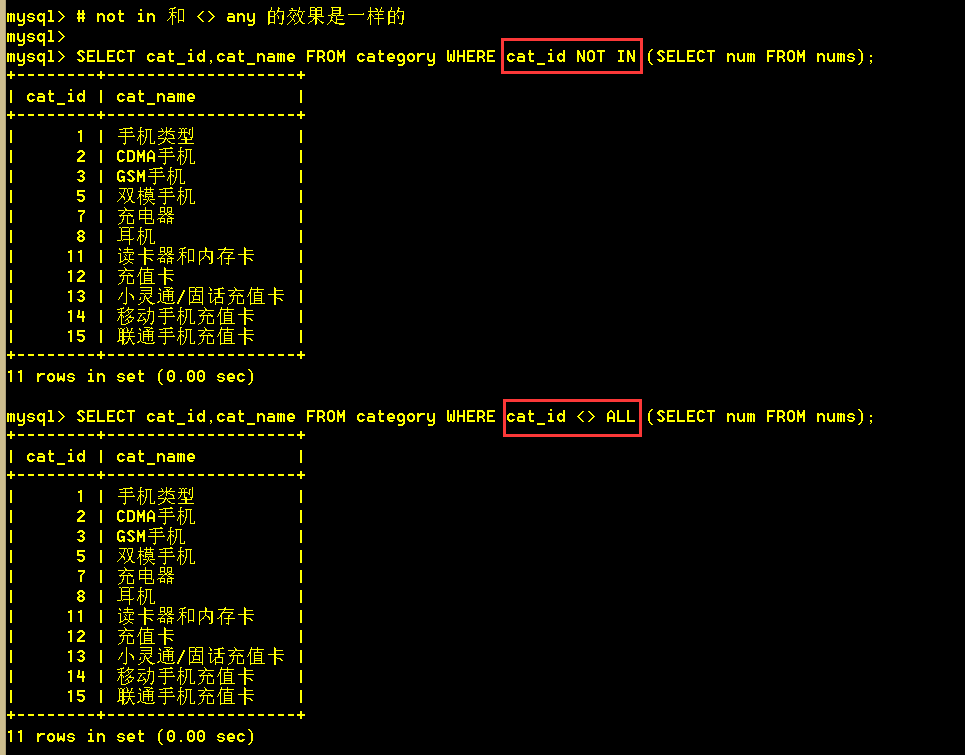 mysql> # not in 和 <> any 的效果是一样的
mysql>
mysql> SELECT cat_id,cat_name FROM category WHERE cat_id NOT IN (SELECT num FROM nums);
+--------+-------------------+
| cat_id | cat_name          |
+--------+-------------------+
|      1 | 手机类型          |
|      2 | CDMA手机          |
|      3 | GSM手机           |
|      5 | 双模手机          |
|      7 | 充电器            |
|      8 | 耳机              |
|     11 | 读卡器和内存卡    |
|     12 | 充值卡            |
|     13 | 小灵通/固话充值卡 |
|     14 | 移动手机充值卡    |
|     15 | 联通手机充值卡    |
+--------+-------------------+
11 rows in set (0.00 sec)
mysql> SELECT cat_id,cat_name FROM category WHERE cat_id <> ALL (SELECT num FROM nums);
+--------+-------------------+
| cat_id | cat_name          |
+--------+-------------------+
|      1 | 手机类型          |
|      2 | CDMA手机          |
|      3 | GSM手机           |
|      5 | 双模手机          |
|      7 | 充电器            |
|      8 | 耳机              |
|     11 | 读卡器和内存卡    |
|     12 | 充值卡            |
|     13 | 小灵通/固话充值卡 |
|     14 | 移动手机充值卡    |
|     15 | 联通手机充值卡    |
+--------+-------------------+
11 rows in set (0.00 sec)